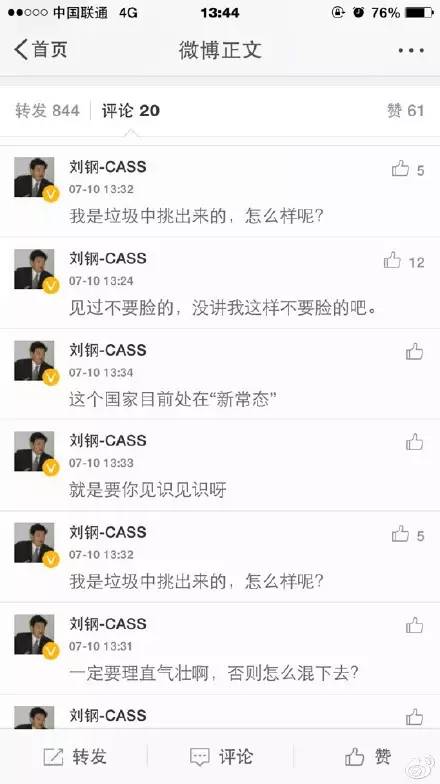 中国联通 4G 13:44 76%
首页 微博正文
转发 844 评论 20 赞 61
刘钢-CASS 5
07-10 13:32
我是垃圾中挑出来的，怎么样呢?
刘钢-CASS 12
07-10 13:24
见过不要脸的，没讲我这样不要脸的吧。
刘钢-CASS
07-10 13:34
这个国家目前处在“新常态”
刘钢-CASS
07-10 13:33
就是要你见识见识呀
刘钢-CASS 5
07-10 13:32
我是垃圾中挑出来的，怎么样呢?
刘钢-CASS
07-10 13:31
一定要理直气壮啊，否则怎么混下去?
刘钢-CASS
转发 评论 赞